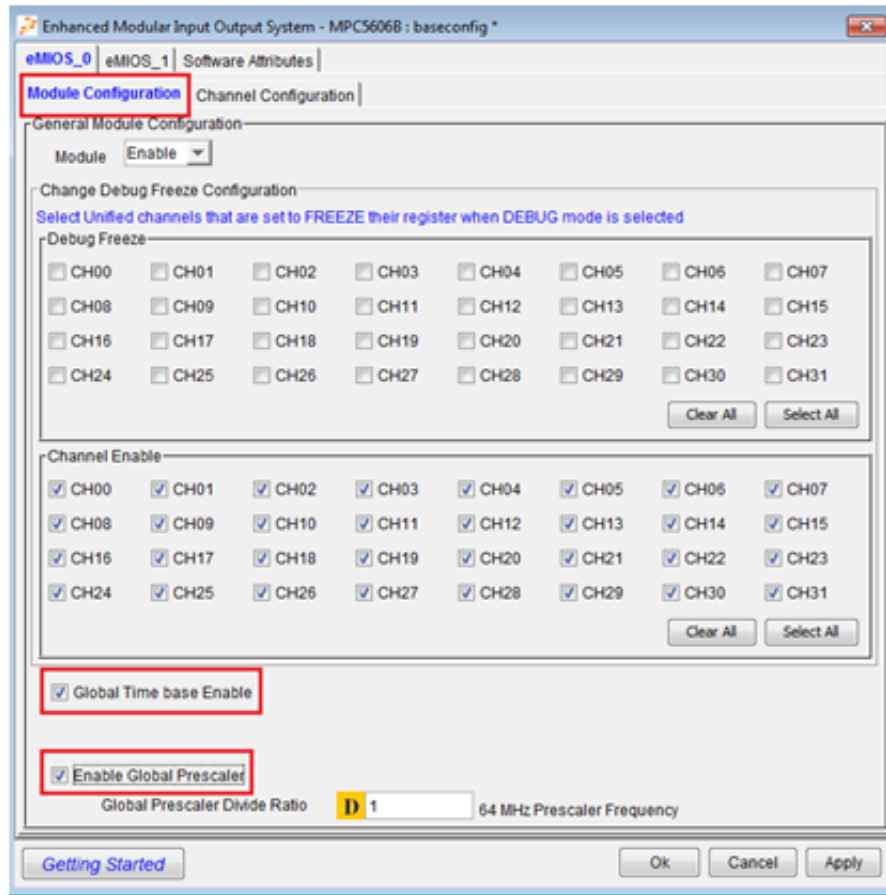 Enhanced Modular Input Output System - MPC5606B : baseconfig *
eMIOS_0 eMIOS_1 Software Attributes
Module Configuration Channel Configuration
General Module Configuration
Module Enable
Change Debug Freeze Configuration
Select Unified channels that are set to FREEZE their register when DEBUG mode is selected
Debug Freeze
CH00 CH01 CH02 CH03 CH04 CH05 CH06 CH07
CH08 CH09 CH10 CH11 CH12 CH13 CH14 CH15
CH16 CH17 CH18 CH19 CH20 CH21 CH22 CH23
CH24 CH25 CH26 CH27 CH28 CH29 CH30 CH31
Clear All Select All
Channel Enable
CH00 CH01 CH02 CH03 CH04 CH05 CH06 CH07
CH08 CH09 CH10 CH11 CH12 CH13 CH14 CH15
CH16 CH17 CH18 CH19 CH20 CH21 CH22 CH23
CH24 CH25 CH26 CH27 CH28 CH29 CH30 CH31
Clear All Select All
Global Time base Enable
Enable Global Prescaler
Global Prescaler Divide Ratio D 1 64 MHz Prescaler Frequency
Getting Started Ok Cancel Apply